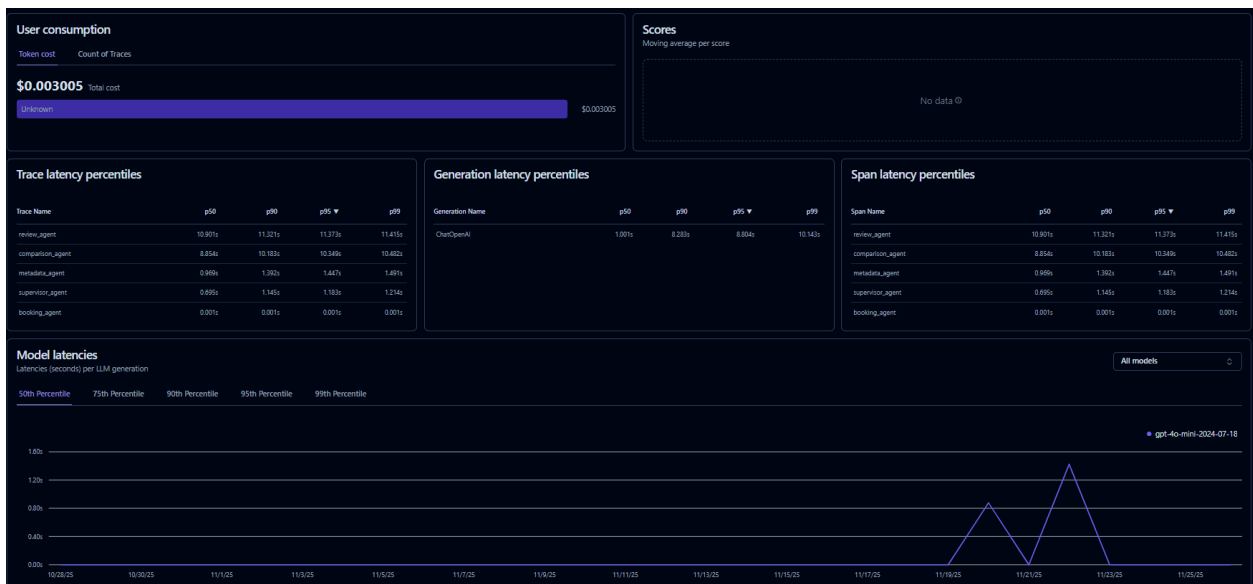 User consumption
Token cost Count of Traces
$0.003005 Total cost
Unknown $0.003005
Scores
Moving average per score
No data
Trace latency percentiles
Trace Name p50 p90 p95 ▼ p99
review_agent 10.901s 11.321s 11.373s 11.415s
comparison_agent 8.854s 10.183s 10.349s 10.482s
metadata_agent 0.969s 1.392s 1.447s 1.491s
supervisor_agent 0.695s 1.145s 1.183s 1.214s
booking_agent 0.001s 0.001s 0.001s 0.001s
Generation latency percentiles
Generation Name p50 p90 p95 ▼ p99
ChatOpenAI 1.001s 8.283s 8.804s 10.143s
Span latency percentiles
Span Name p50 p90 p95 ▼ p99
review_agent 10.901s 11.321s 11.373s 11.415s
comparison_agent 8.854s 10.183s 10.349s 10.482s
metadata_agent 0.969s 1.392s 1.447s 1.491s
supervisor_agent 0.695s 1.145s 1.183s 1.214s
booking_agent 0.001s 0.001s 0.001s 0.001s
Model latencies
Latencies (seconds) per LLM generation
All models
50th Percentile 75th Percentile 90th Percentile 95th Percentile 99th Percentile
gpt-4o-mini-2024-07-18
1.60s
1.20s
0.80s
0.40s
0.00s
10/28/25 10/30/25 11/1/25 11/3/25 11/5/25 11/7/25 11/9/25 11/11/25 11/13/25 11/15/25 11/17/25 11/19/25 11/21/25 11/23/25 11/25/25